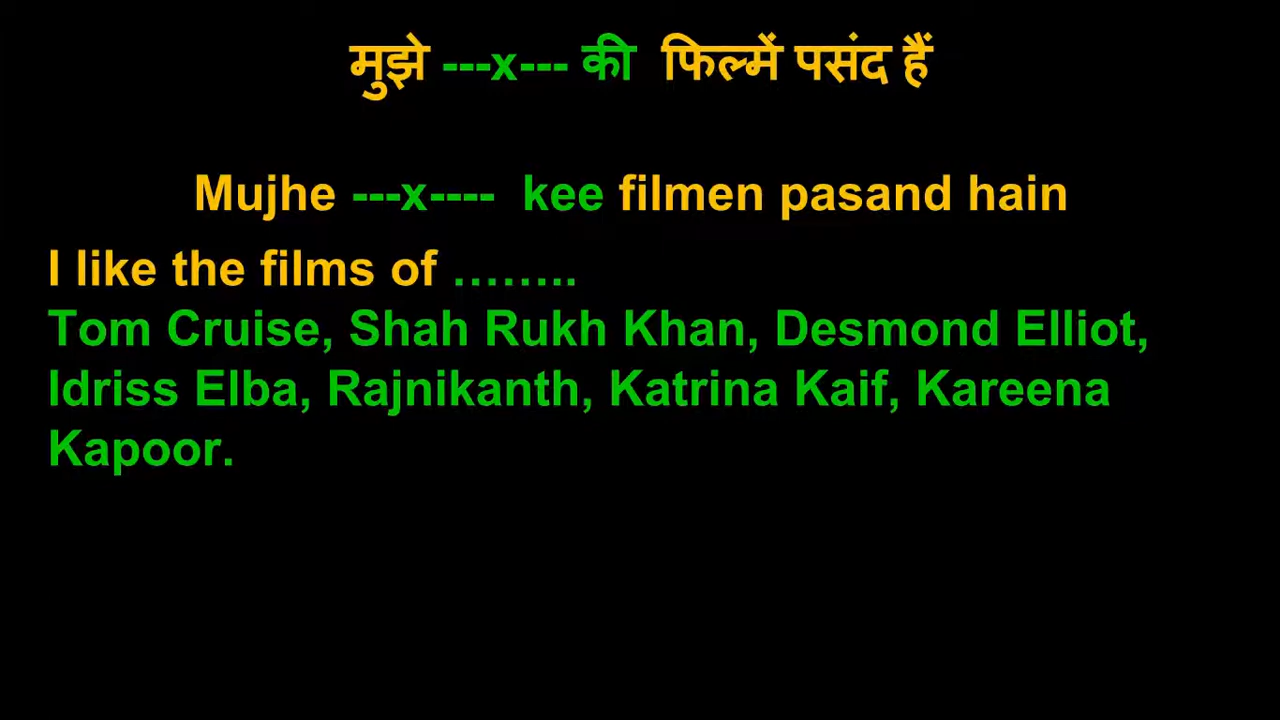 मुझे ---x--- की फिल्में पसंद हैं
Mujhe ---x---- kee filmen pasand hain
I like the films of ……..
Tom Cruise, Shah Rukh Khan, Desmond Elliot,
Idriss Elba, Rajnikanth, Katrina Kaif, Kareena
Kapoor.